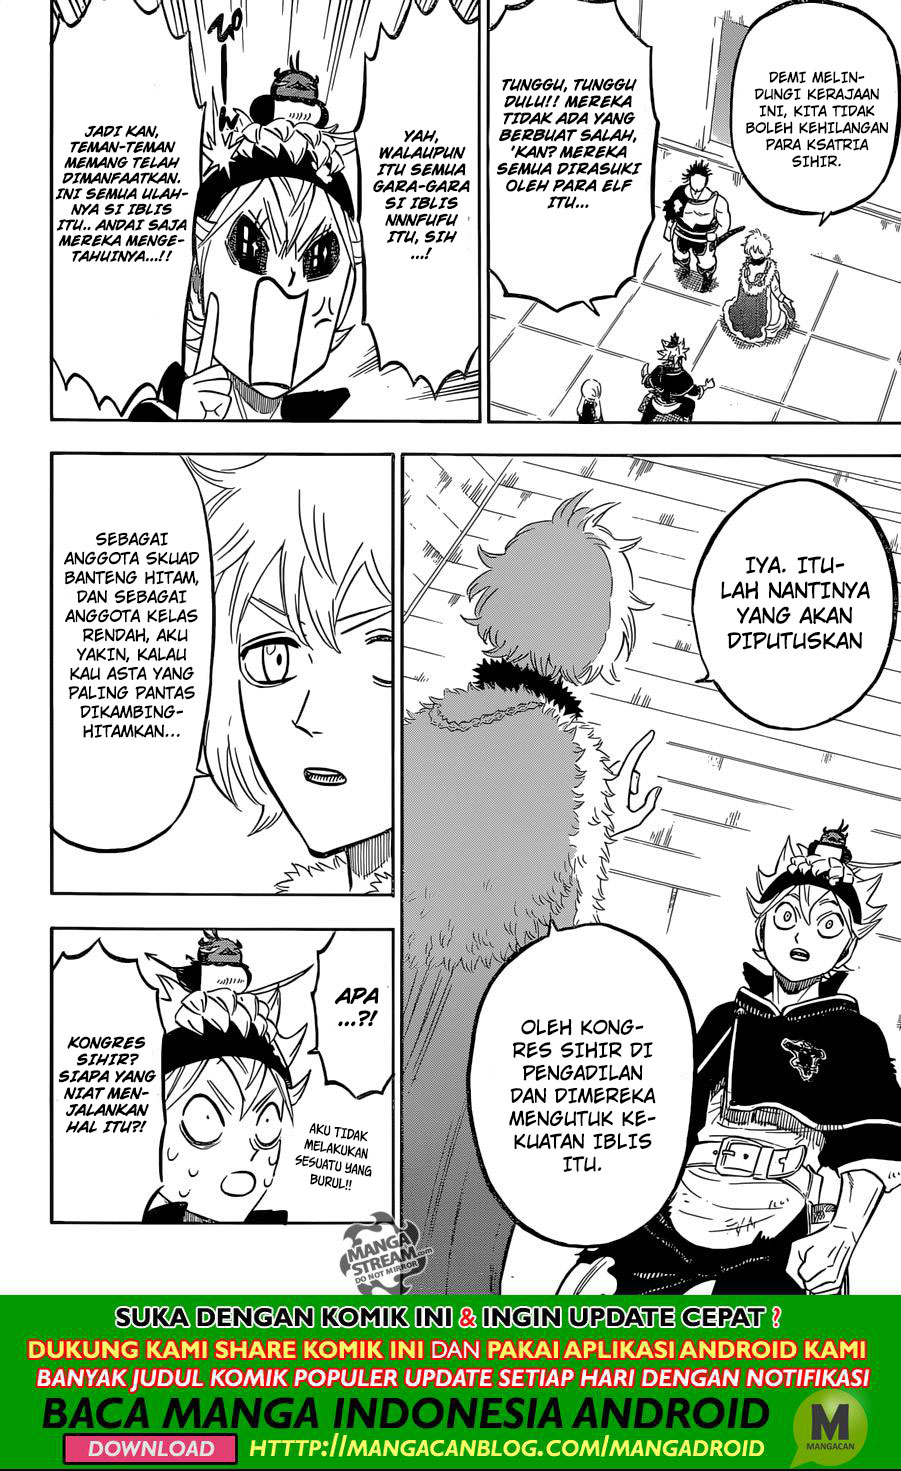 DEMI MELIN-
DUNGI KERAJAAN
INI, KITA TIDAK
BOLEH KEHILANGAN
PARA KSATRIA
SIHIR.
TUNGGU, TUNGGU
DULU!! MEREKA
TIDAK ADA YANG
BERBUAT SALAH,
'KAN? MEREKA
SEMUA DIRASUKI
OLEH PARA ELF
ITU...
YAH,
WALAUPUN
ITU SEMUA
GARA-GARA
SI IBLIS
NNNFUFU
ITU, SIH
...!
JADI KAN,
TEMAN-TEMAN
MEMANG TELAH
DIMANFAATKAN.
INI SEMUA ULAH-
NYA SI IBLIS
ITU.. ANDAI SAJA
MEREKA MENGE-
TAHUINYA...!!
IYA. ITU-
LAH NANTINYA
YANG AKAN
DIPUTUSKAN
OLEH KONG-
RES SIHIR DI
PENGADILAN
DAN DIMEREKA
MENGUTUK KE-
KUATAN IBLIS
ITU.
SEBAGAI
ANGGOTA SKUAD
BANTENG HITAM,
DAN SEBAGAI
ANGGOTA KELAS
RENDAH, AKU
YAKIN, KALAU
KAU ASTA YANG
PALING PANTAS
DIKAMBING-
HITAMKAN...
APA
...?!
KONGRES
SIHIR?
SIAPA YANG
NIAT MEN-
JALANKAN
HAL ITU?!
AKU TIDAK
MELAKUKAN
SESUATU YANG
BURUL!!
MANGA
STREAM.com
DO NOT MIRROR
SUKA DENGAN KOMIK INI & INGIN UPDATE CEPAT ?
DUKUNG KAMI SHARE KOMIK INI DAN PAKAI APLIKASI ANDROID KAMI
BANYAK JUDUL KOMIK POPULER UPDATE SETIAP HARI DENGAN NOTIFIKASI
BACA MANGA INDONESIA ANDROID
DOWNLOAD HTTTP://MANGACANBLOG.COM/MANGADROID
M
MANGACAN